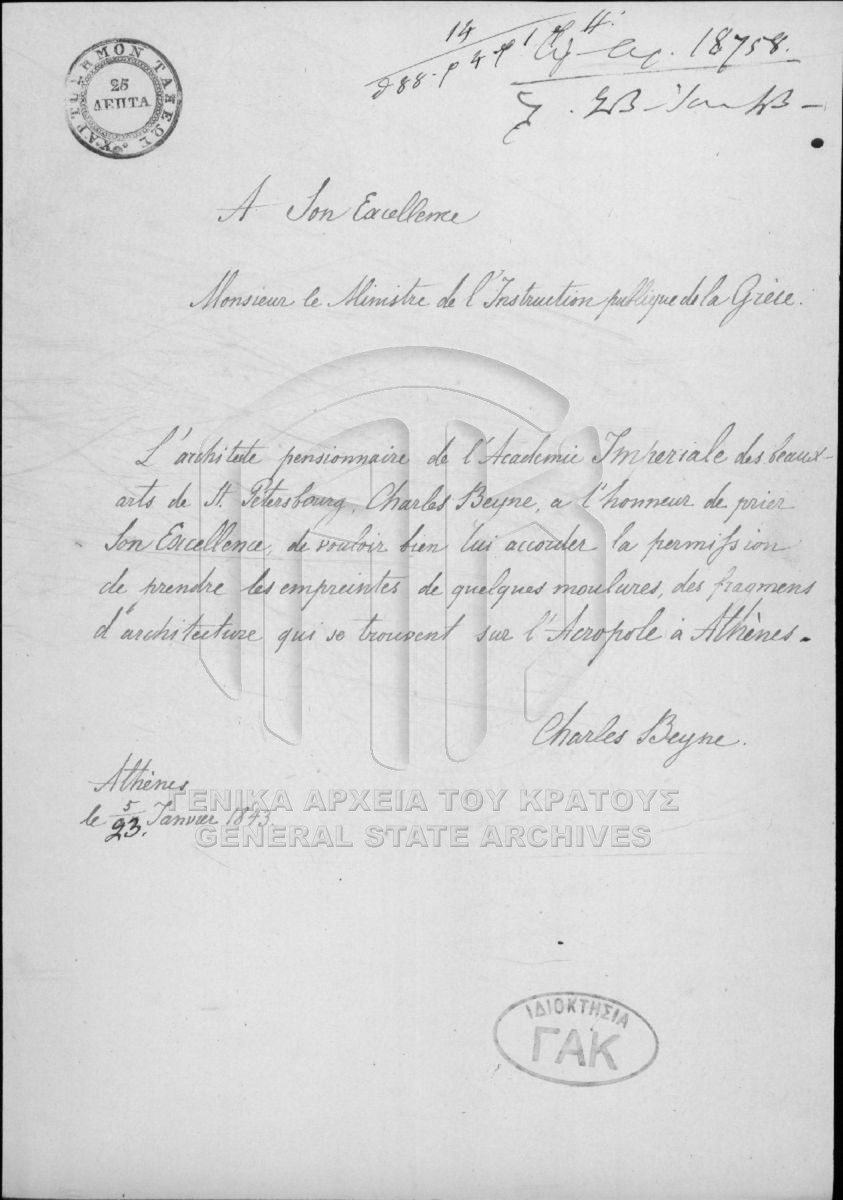 ΧΑΡΤΟΣΗΜΟΝ ΤΑΞΕΩΣ
25
ΛΕΠΤΑ
14
18758.
A Son Excellence
Monsieur le Ministre de l'Instruction publique de la Grèce.
L'architecte pensionnaire de l'Academie Imperiale des beaux-
arts de St. Petersbourg, Charles Beyne, a l'honneur de prier
Son Excellence, de vouloir bien lui accorder la permission
de prendre les empreintes de quelques moulures, des fragmens
d'architecture qui se trouvent sur l'Acropole à Athènes.
Charles Beyne.
Athènes
le 5/23. Janvier 1843.
ΓΕΝΙΚΑ ΑΡΧΕΙΑ ΤΟΥ ΚΡΑΤΟΥΣ
GENERAL STATE ARCHIVES
ΙΔΙΟΚΤΗΣΙΑ
ΓΑΚ